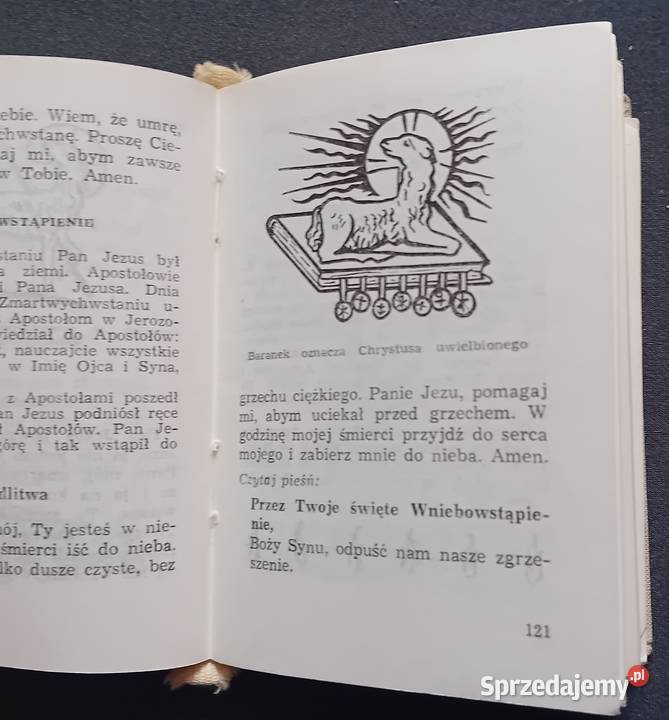 ebie. Wiem, że umrę,
chwstanę. Proszę Cie-
aj mi, abym zawsze
w Tobie. Amen.
WSTĄPIENIE
staniu Pan Jezus był
a ziemi. Apostołowie
i Pana Jezusa. Dnia
Zmartwychwstaniu u-
Apostołom w Jerozo-
wiedział do Apostołów:
, nauczajcie wszystkie
w Imię Ojca i Syna,
z Apostołami poszedł
an Jezus podniósł ręce
ł Apostołów. Pan Je-
górę i tak wstąpił do
dlitwa
mój, Ty jesteś w nie-
śmierci iść do nieba.
lko dusze czyste, bez
Baranek oznacza Chrystusa uwielbionego
grzechu ciężkiego. Panie Jezu, pomagaj
mi, abym uciekał przed grzechem. W
godzinę mojej śmierci przyjdź do serca
mojego i zabierz mnie do nieba. Amen.
Czytaj pieśń:
Przez Twoje święte Wniebowstąpie-
nie,
Boży Synu, odpuść nam nasze zgrze-
szenie.
121
Sprzedajemy.pl